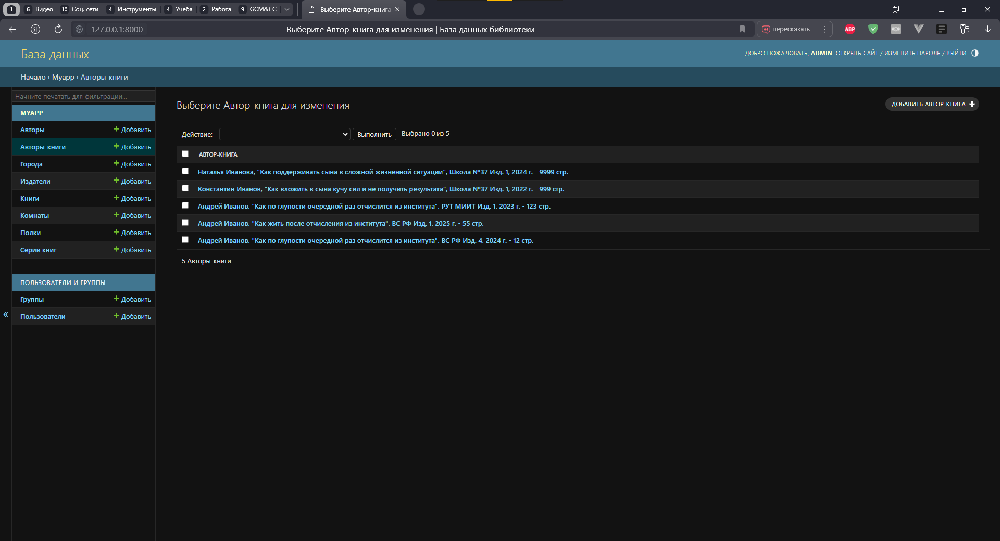 1 6 Видео 10 Соц. сети 4 Инструменты 4 Учеба 2 Работа 9 GCM&CC Выберите Автор-книга
127.0.0.1:8000 Выберите Автор-книга для изменения | База данных библиотеки пересказать ABP
База данных
ДОБРО ПОЖАЛОВАТЬ, ADMIN. ОТКРЫТЬ САЙТ / ИЗМЕНИТЬ ПАРОЛЬ / ВЫЙТИ
Начало › Myapp › Авторы-книги
Начните печатать для фильтрации...
MYAPP
Авторы + Добавить
Авторы-книги + Добавить
Города + Добавить
Издатели + Добавить
Книги + Добавить
Комнаты + Добавить
Полки + Добавить
Серии книг + Добавить
ПОЛЬЗОВАТЕЛИ И ГРУППЫ
Группы + Добавить
Пользователи + Добавить
«
Выберите Автор-книга для изменения
ДОБАВИТЬ АВТОР-КНИГА +
Действие: --------- Выполнить Выбрано 0 из 5
АВТОР-КНИГА
Наталья Иванова, "Как поддерживать сына в сложной жизненной ситуации", Школа №37 Изд. 1, 2024 г. - 9999 стр.
Константин Иванов, "Как вложить в сына кучу сил и не получить результата", Школа №37 Изд. 1, 2022 г. - 999 стр.
Андрей Иванов, "Как по глупости очередной раз отчислится из института", РУТ МИИТ Изд. 1, 2023 г. - 123 стр.
Андрей Иванов, "Как жить после отчисления из института", ВС РФ Изд. 1, 2025 г. - 55 стр.
Андрей Иванов, "Как по глупости очередной раз отчислится из института", ВС РФ Изд. 4, 2024 г. - 12 стр.
5 Авторы-книги